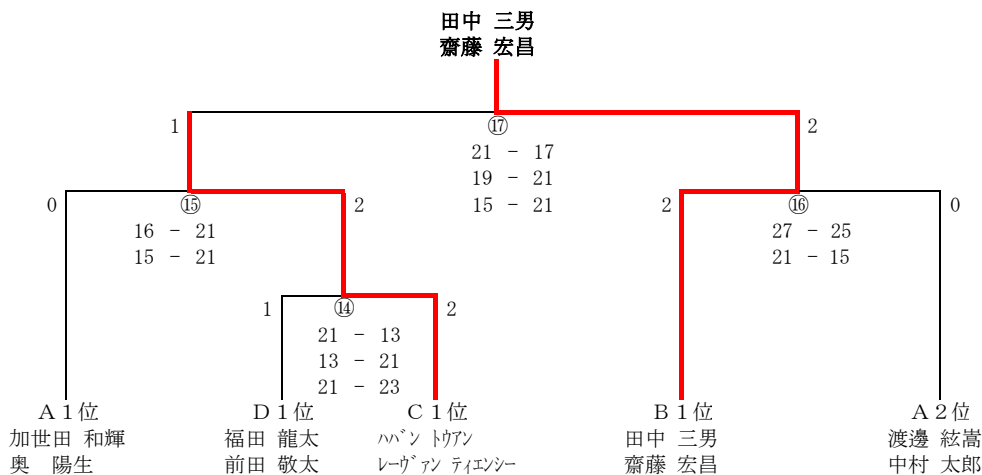 田中 三男
齋藤 宏昌
1 ⑰ 2
21 － 17
19 － 21
15 － 21
0 ⑮ 2
16 － 21
15 － 21
2 ⑯ 0
27 － 25
21 － 15
1 ⑭ 2
21 － 13
13 － 21
21 － 23
A１位
加世田 和輝
奥　陽生
D１位
福田 龍太
前田 敬太
C１位
ﾊﾊﾞﾝ ﾄｳｱﾝ
ﾚｰｳﾞｧﾝ ﾃｨｴﾝｼｰ
B１位
田中 三男
齋藤 宏昌
A２位
渡邊 絃嵩
中村 太郎